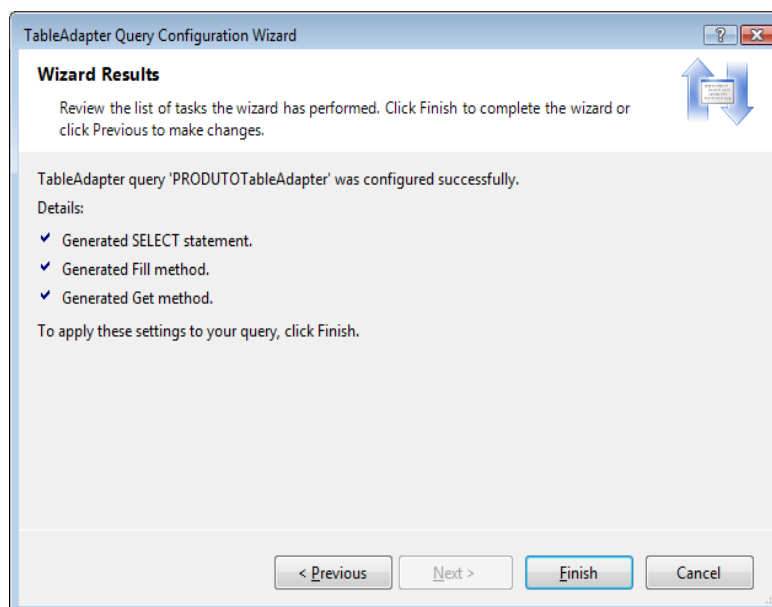 TableAdapter Query Configuration Wizard
Wizard Results
Review the list of tasks the wizard has performed. Click Finish to complete the wizard or
click Previous to make changes.
TableAdapter query 'PRODUTOTableAdapter' was configured successfully.
Details:
Generated SELECT statement.
Generated Fill method.
Generated Get method.
To apply these settings to your query, click Finish.
< Previous
Next >
Finish
Cancel